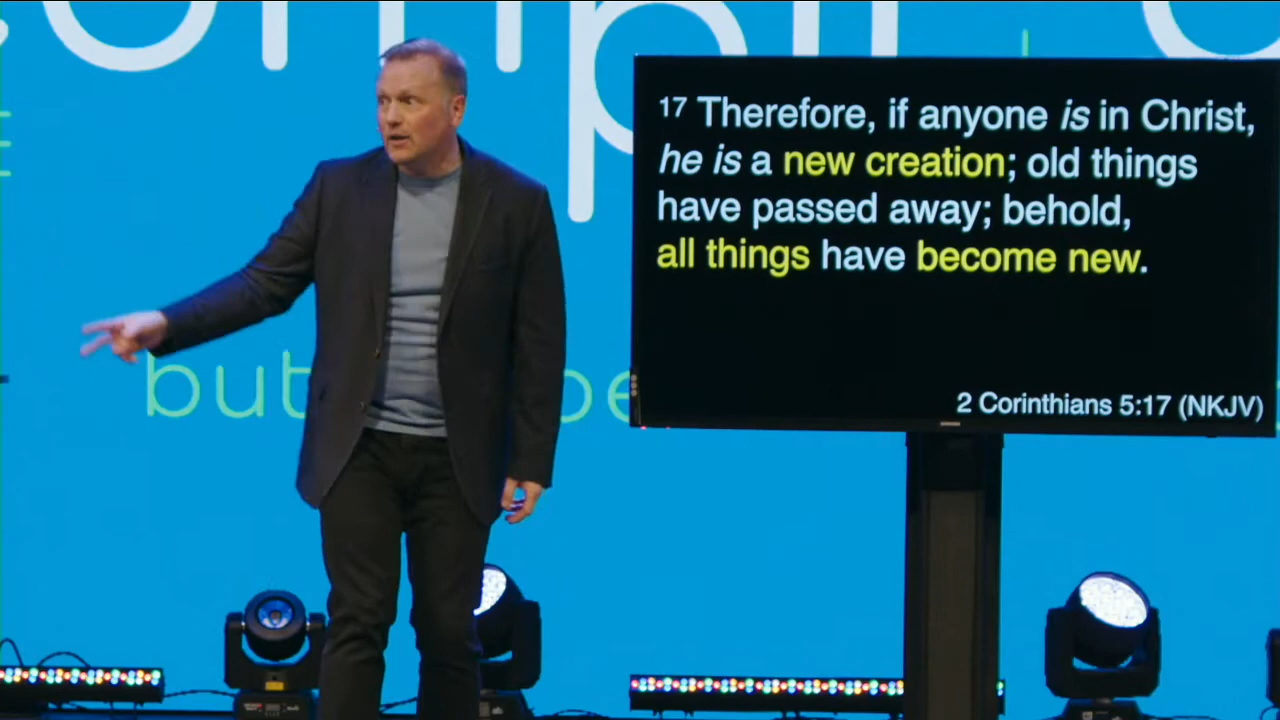 17 Therefore, if anyone is in Christ,
he is a new creation; old things
have passed away; behold,
all things have become new.
2 Corinthians 5:17 (NKJV)
but